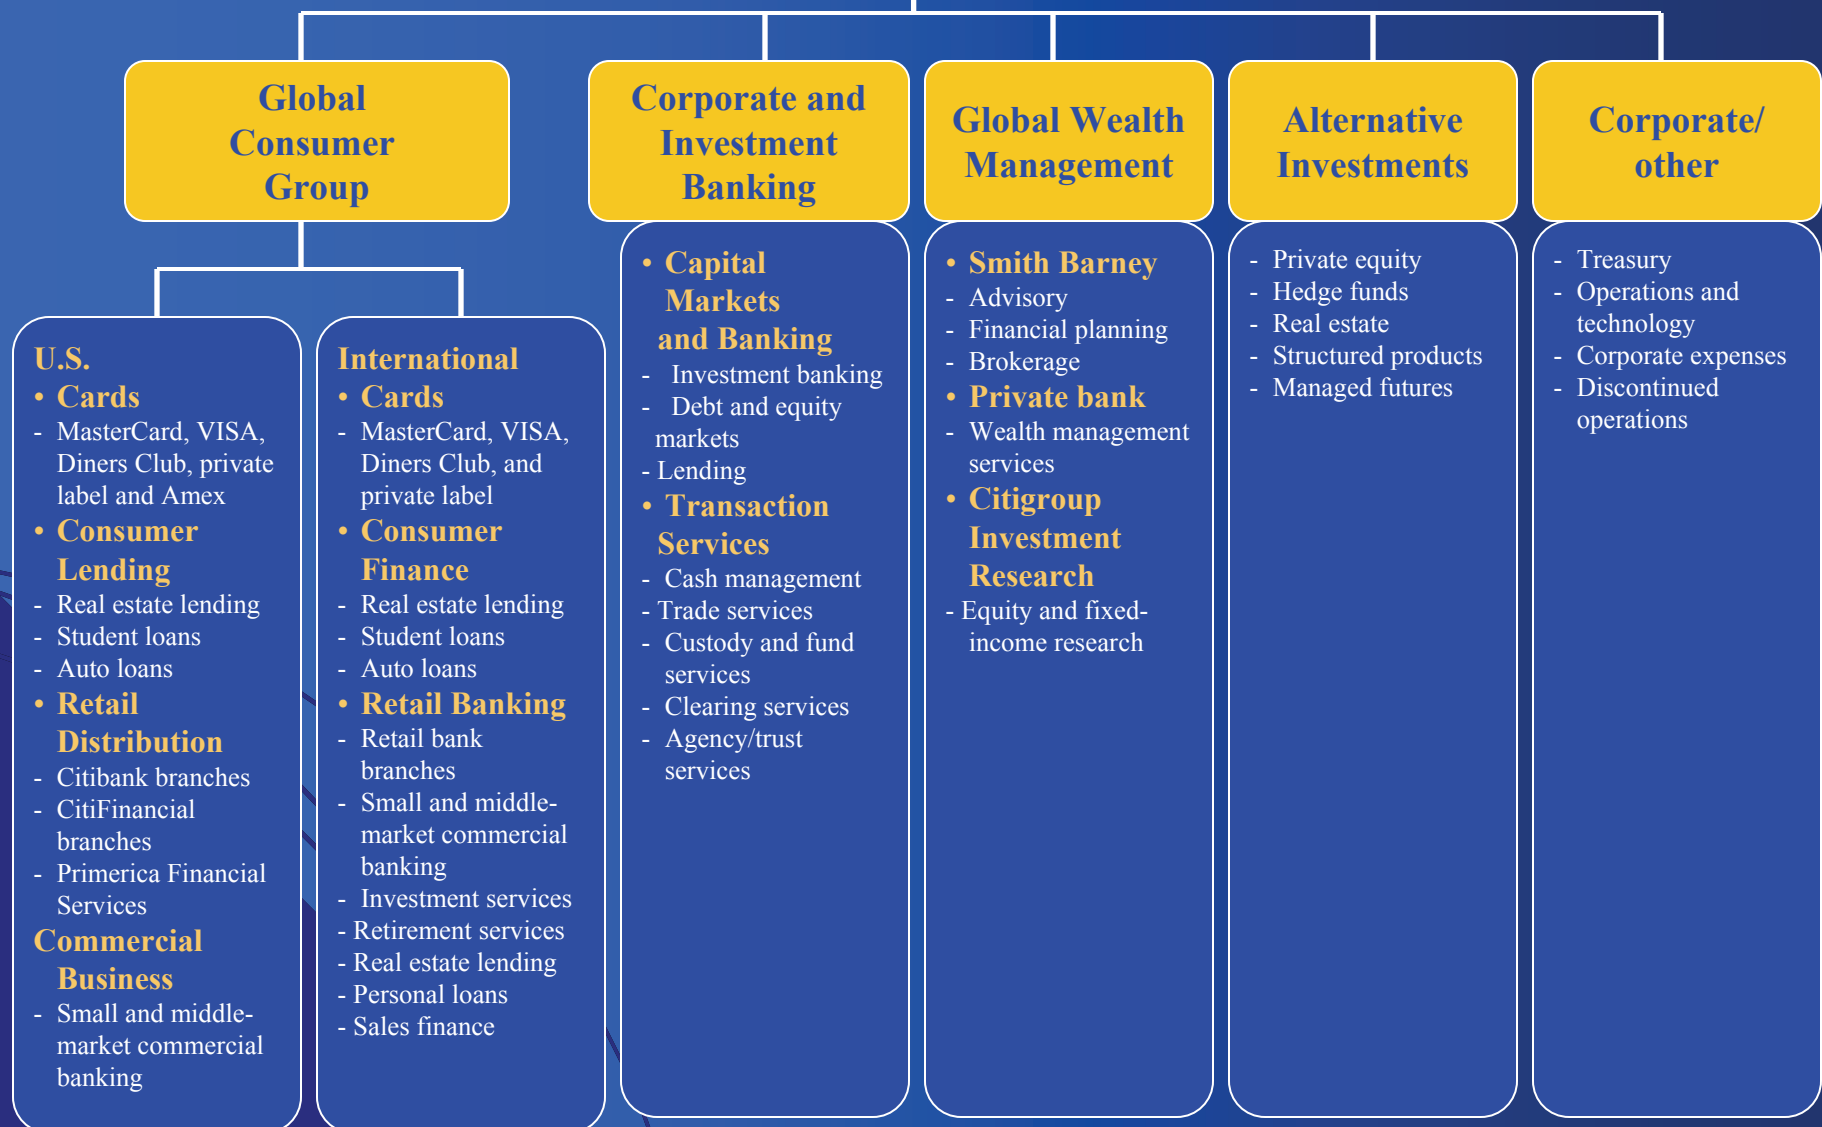 Global
Consumer
Group
Corporate and
Investment
Banking
Global Wealth
Management
Alternative
Investments
Corporate/
other
U.S.
• Cards
- MasterCard, VISA,
Diners Club, private
label and Amex
• Consumer
Lending
- Real estate lending
- Student loans
- Auto loans
• Retail
Distribution
- Citibank branches
- CitiFinancial
branches
- Primerica Financial
Services
Commercial
Business
- Small and middle-
market commercial
banking
International
• Cards
- MasterCard, VISA,
Diners Club, and
private label
• Consumer
Finance
- Real estate lending
- Student loans
- Auto loans
• Retail Banking
- Retail bank
branches
- Small and middle-
market commercial
banking
- Investment services
- Retirement services
- Real estate lending
- Personal loans
- Sales finance
• Capital
Markets
and Banking
- Investment banking
- Debt and equity
markets
- Lending
• Transaction
Services
- Cash management
- Trade services
- Custody and fund
services
- Clearing services
- Agency/trust
services
• Smith Barney
- Advisory
- Financial planning
- Brokerage
• Private bank
- Wealth management
services
• Citigroup
Investment
Research
- Equity and fixed-
income research
- Private equity
- Hedge funds
- Real estate
- Structured products
- Managed futures
- Treasury
- Operations and
technology
- Corporate expenses
- Discontinued
operations